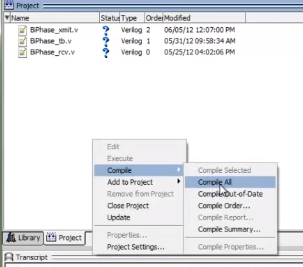 Project
Name Status Type Order Modified
BiPhase_xmit.v Verilog 2 06/05/12 12:07:00 PM
BiPhase_tb.v Verilog 1 05/31/12 09:58:34 AM
BiPhase_rcv.v Verilog 0 05/25/12 04:02:06 PM
Edit
Execute
Compile
Add to Project
Remove from Project
Close Project
Update
Properties...
Project Settings...
Compile Selected
Compile All
Compile Out-of-Date
Compile Order...
Compile Report...
Compile Summary...
Compile Properties...
Library Project
Transcript